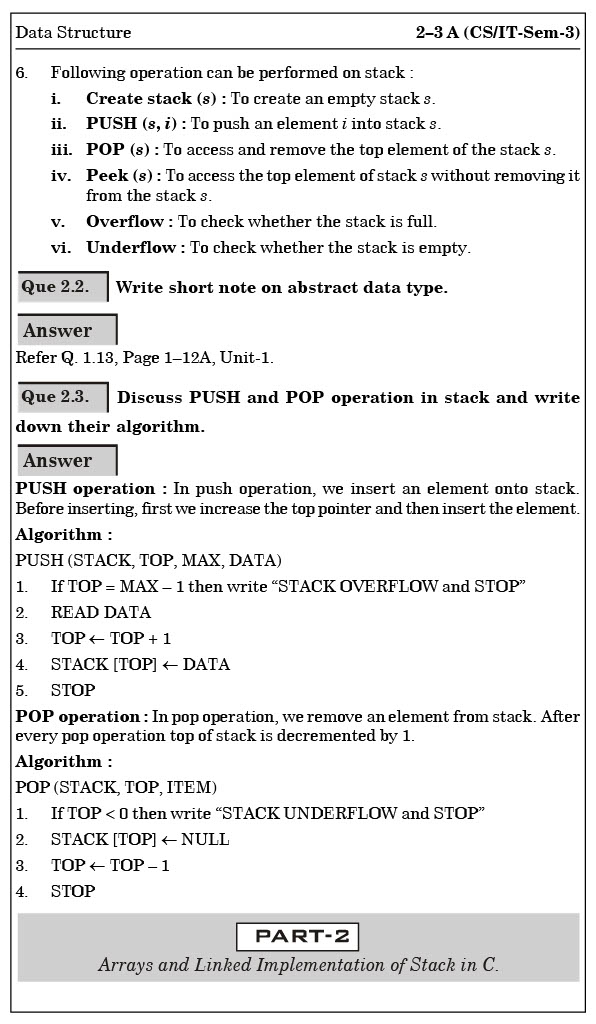 Data Structure 2–3 A (CS/IT-Sem-3)
6. Following operation can be performed on stack :
i. Create stack (s) : To create an empty stack s.
ii. PUSH (s, i) : To push an element i into stack s.
iii. POP (s) : To access and remove the top element of the stack s.
iv. Peek (s) : To access the top element of stack s without removing it
from the stack s.
v. Overflow : To check whether the stack is full.
vi. Underflow : To check whether the stack is empty.
Que 2.2. Write short note on abstract data type.
Answer
Refer Q. 1.13, Page 1–12A, Unit-1.
Que 2.3. Discuss PUSH and POP operation in stack and write
down their algorithm.
Answer
PUSH operation : In push operation, we insert an element onto stack.
Before inserting, first we increase the top pointer and then insert the element.
Algorithm :
PUSH (STACK, TOP, MAX, DATA)
1. If TOP = MAX – 1 then write “STACK OVERFLOW and STOP”
2. READ DATA
3. TOP ← TOP + 1
4. STACK [TOP] ← DATA
5. STOP
POP operation : In pop operation, we remove an element from stack. After
every pop operation top of stack is decremented by 1.
Algorithm :
POP (STACK, TOP, ITEM)
1. If TOP < 0 then write “STACK UNDERFLOW and STOP”
2. STACK [TOP] ← NULL
3. TOP ← TOP – 1
4. STOP
PART-2
Arrays and Linked Implementation of Stack in C.